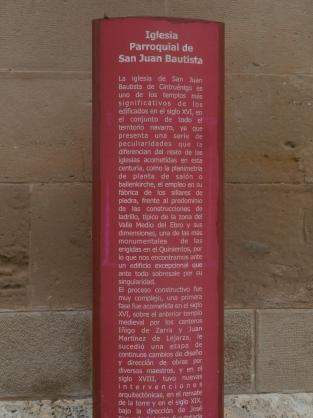 Iglesia
Parroquial de
San Juan Bautista
La iglesia de San Juan
Bautista de Cintruénigo es
uno de los templos más
significativos de los
edificados en el siglo XVI, en
el conjunto de todo el
territorio navarro, ya que
presenta una serie de
peculiaridades que la
diferencian del resto de las
iglesias acometidas en esta
centuria, como la planimetría
de planta de salón o
hallenkirche, el empleo en su
fábrica de los sillares de
piedra, frente al predominio
de las construcciones de
ladrillo, típico de la zona del
Valle Medio del Ebro y sus
dimensiones, una de las más
monumentales de las
erigidas en el Quinientos, por
lo que nos encontramos ante
un edificio excepcional que
ante todo sobresale por su
singularidad.
El proceso constructivo fue
muy complejo, una primera
fase fue acometida en el siglo
XVI, sobre el anterior templo
medieval por los canteros
Iñigo de Zarra y Juan
Martínez de Lejarza, le
sucedió una etapa de
continuos cambios de diseño
y dirección de obras por
diversos maestros, y en el
siglo XVIII, tuvo nuevas
intervenciones
arquitectónicas, en el remate
de la torre y en el siglo XIX,
bajo la dirección de José